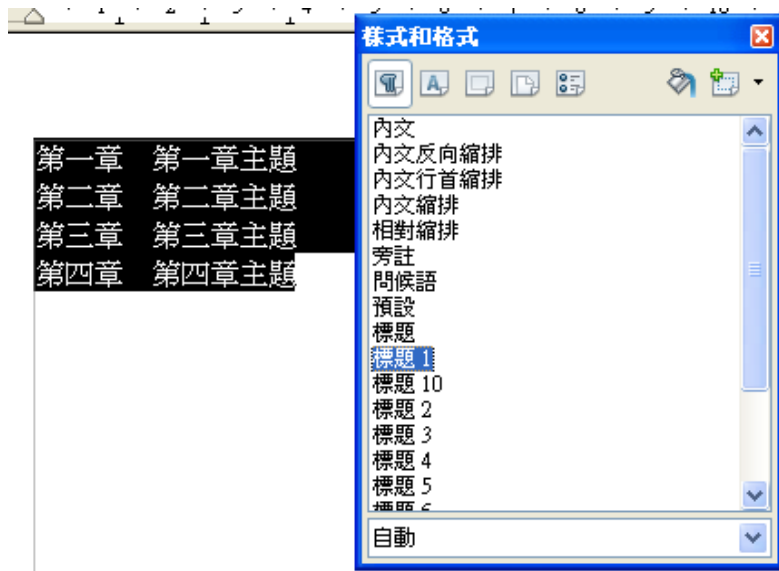 樣式和格式
第一章 第一章主題
第二章 第二章主題
第三章 第三章主題
第四章 第四章主題
內文
內文反向縮排
內文行首縮排
內文縮排
相對縮排
旁註
問候語
預設
標題
標題 1
標題 10
標題 2
標題 3
標題 4
標題 5
自動